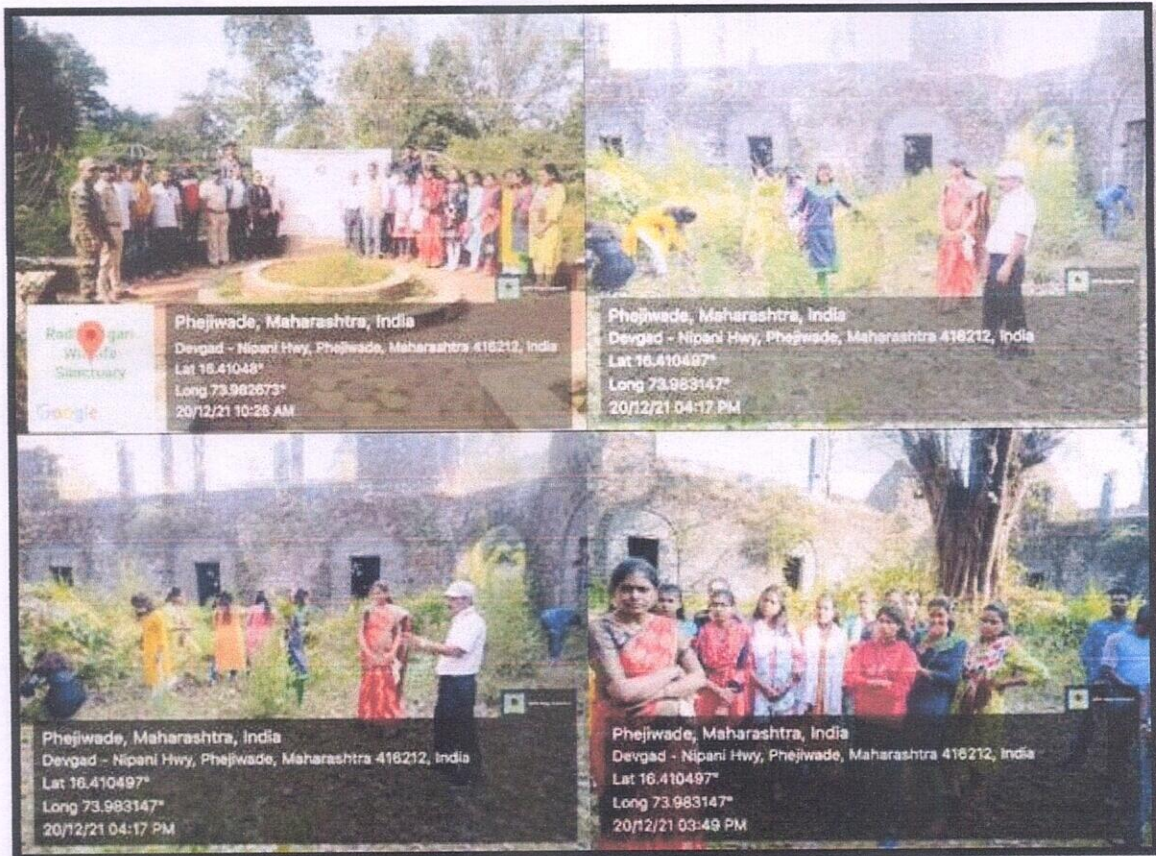 Phejiwade, Maharashtra, India
Devgad - Nipani Hwy, Phejiwade, Maharashtra 416212, India
Lat 16.41048°
Long 73.982673°
20/12/21 10:26 AM
Wildlife
Sanctuary
Google
Phejiwade, Maharashtra, India
Devgad - Nipani Hwy, Phejiwade, Maharashtra 416212, India
Lat 16.410497°
Long 73.983147°
20/12/21 04:17 PM
Phejiwade, Maharashtra, India
Devgad - Nipani Hwy, Phejiwade, Maharashtra 416212, India
Lat 16.410497°
Long 73.983147°
20/12/21 04:17 PM
Phejiwade, Maharashtra, India
Devgad - Nipani Hwy, Phejiwade, Maharashtra 416212, India
Lat 16.410497°
Long 73.983147°
20/12/21 03:49 PM